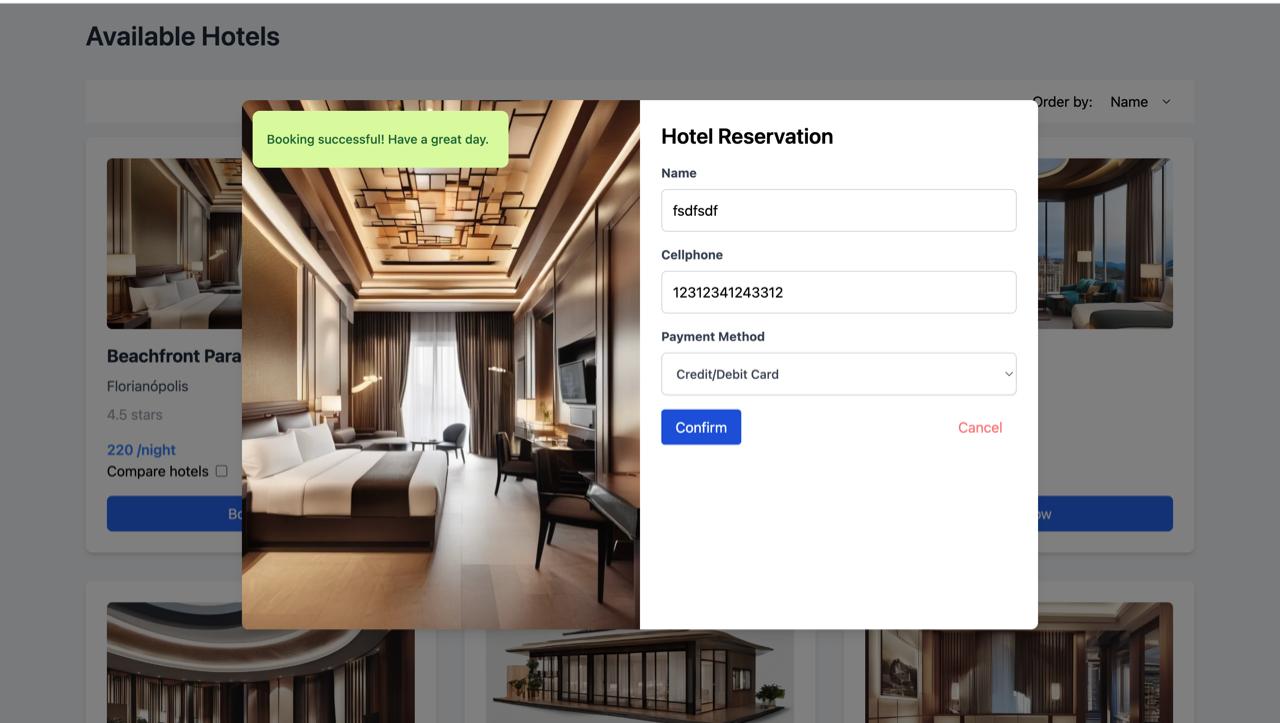 Available Hotels
Order by: Name
Booking successful! Have a great day.
Hotel Reservation
Name
fsdfsdf
Cellphone
12312341243312
Payment Method
Credit/Debit Card
Confirm
Cancel
Beachfront Para
Florianópolis
4.5 stars
220 /night
Compare hotels
Bo
ow